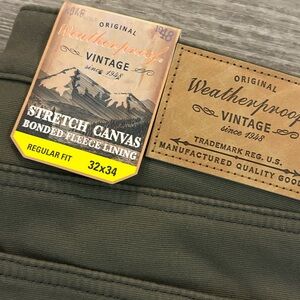 ORIGINAL
Weatherproof
VINTAGE
since 1948
STRETCH CANVAS
BONDED FLEECE LINING
REGULAR FIT
32x34
ORIGINAL
Weatherproof
VINTAGE
since 1948
TRADEMARK REG. U.S.
MANUFACTURED QUALITY GOO